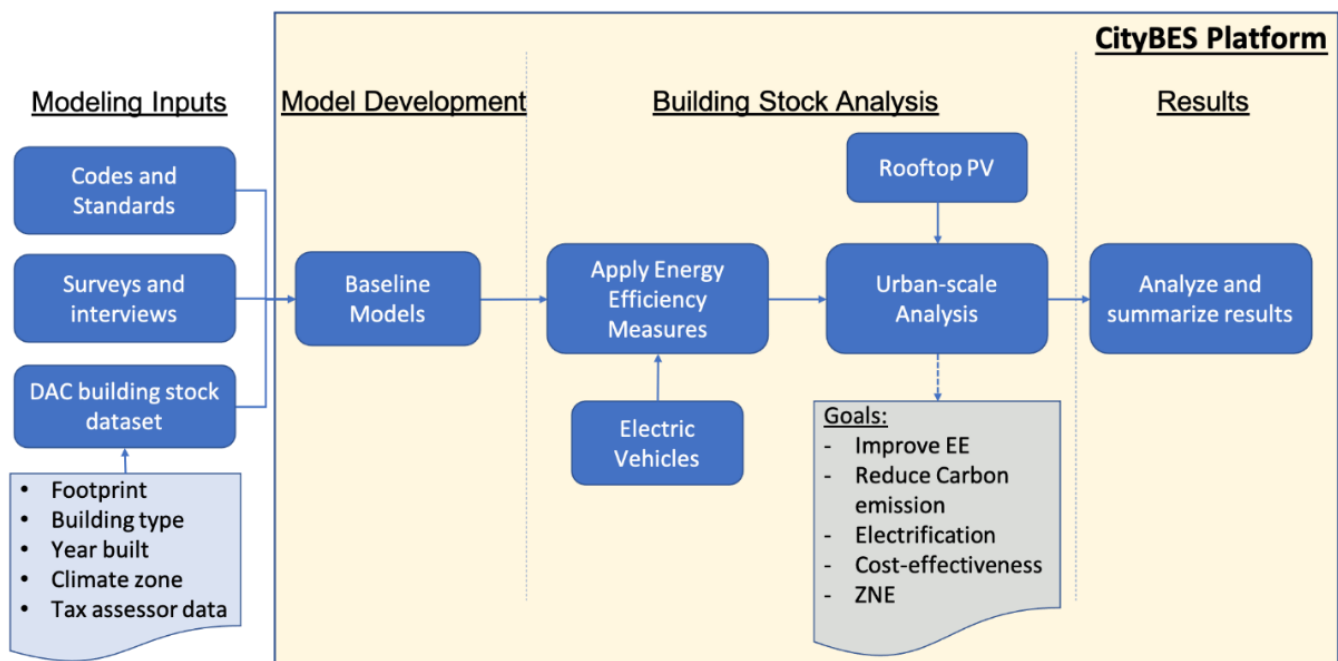 CityBES Platform
Modeling Inputs
Model Development
Building Stock Analysis
Results
Codes and
Standards
Surveys and
interviews
DAC building stock
dataset
• Footprint
• Building type
• Year built
• Climate zone
• Tax assessor data
Baseline
Models
Apply Energy
Efficiency
Measures
Electric
Vehicles
Rooftop PV
Urban-scale
Analysis
Goals:
- Improve EE
- Reduce Carbon
emission
- Electrification
- Cost-effectiveness
- ZNE
Analyze and
summarize results